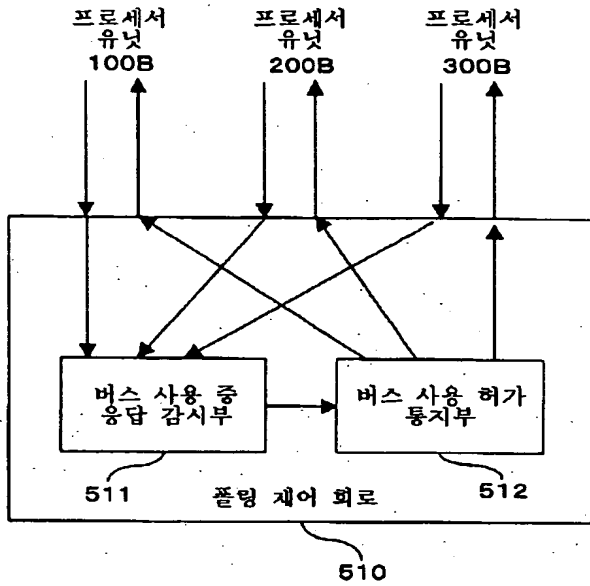 프로세서
유닛
100B
프로세서
유닛
200B
프로세서
유닛
300B
버스 사용 중
응답 감시부
버스 사용 허가
통지부
511
폴링 제어 회로
512
510